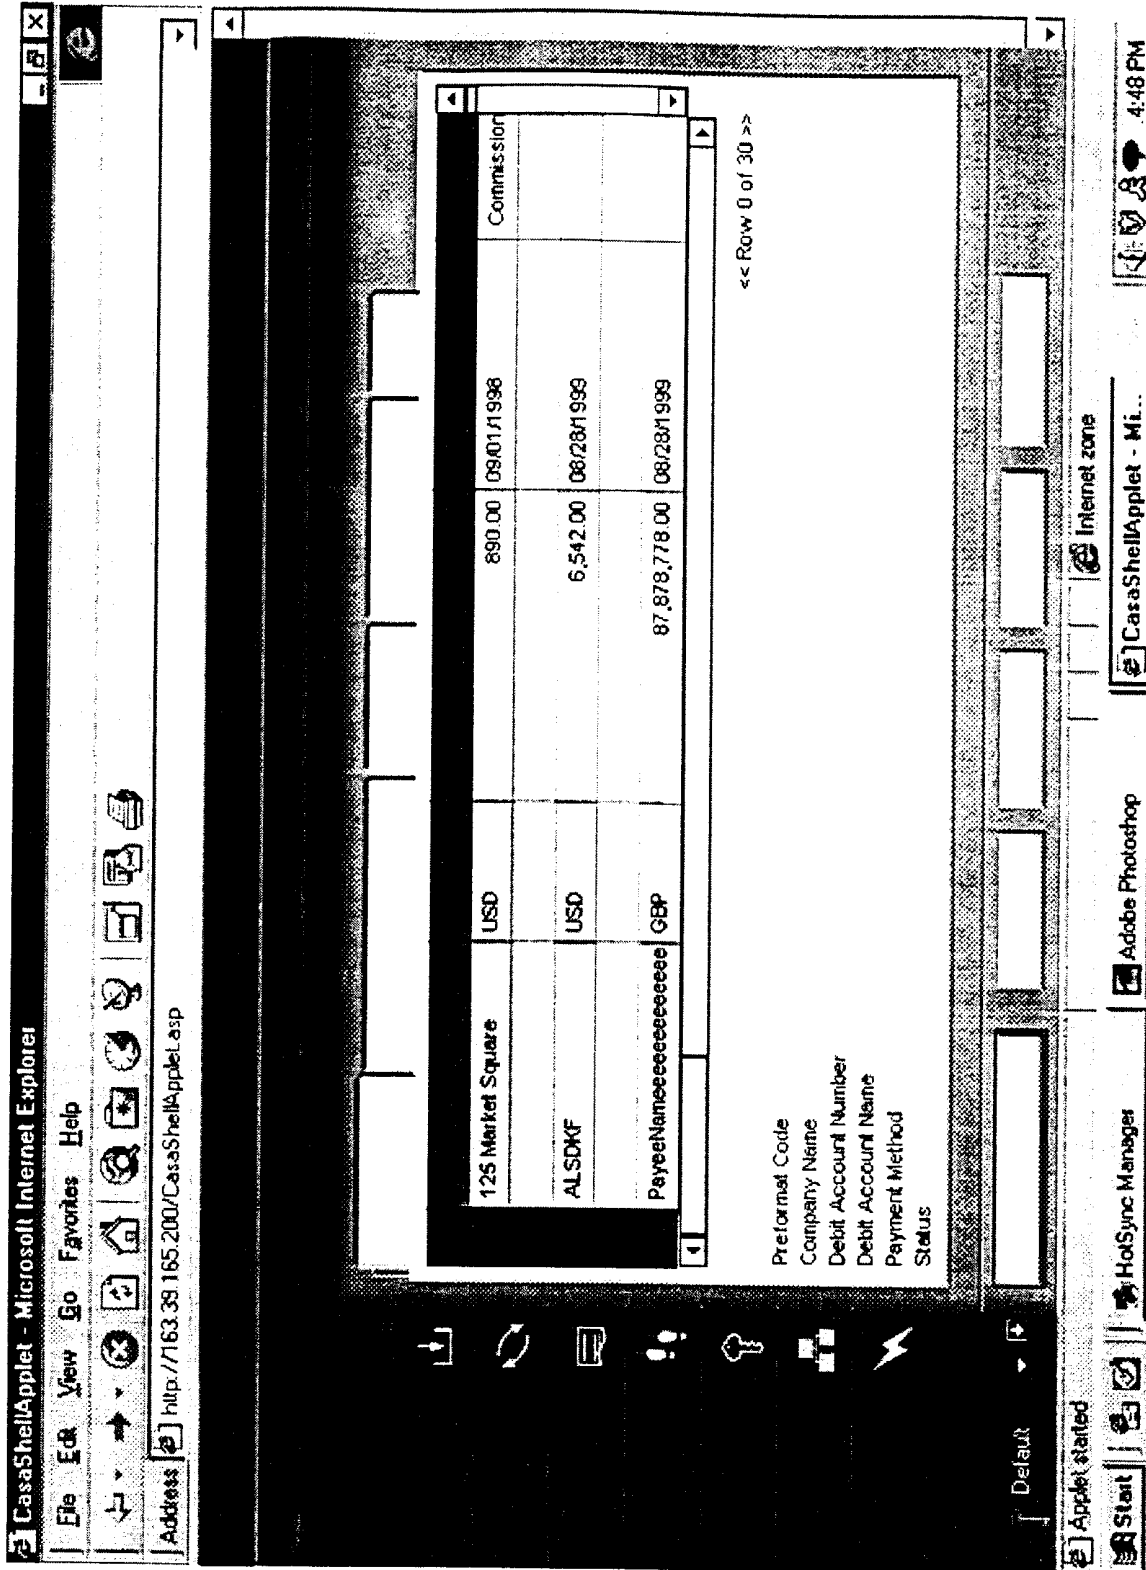 CasaShellApplet - Microsoft Internet Explorer
File Edit View Go Favorites Help
Address http://163.39.165.200/CasaShellApplet.asp
125 Market Square USD 890.00 09/01/1998 Commission
ALSDKF USD 6,542.00 08/28/1999
PayeeNameeeeeeeeeeeeee GBP 87,878,778.00 08/28/1999
<< Row 0 of 30 >>
Preformat Code
Company Name
Debit Account Number
Debit Account Name
Payment Method
Status
Default
Applet started Internet zone
Start HotSync Manager Adobe Photoshop CasaShellApplet - Mi... 4:48 PM